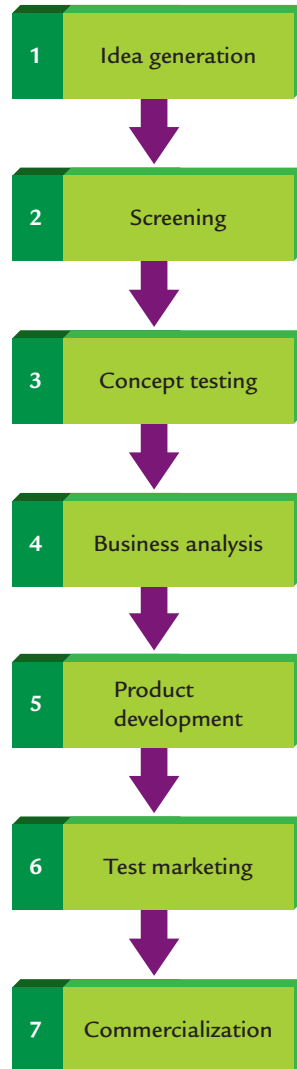 1 Idea generation
2 Screening
3 Concept testing
4 Business analysis
5 Product
development
6 Test marketing
7 Commercialization